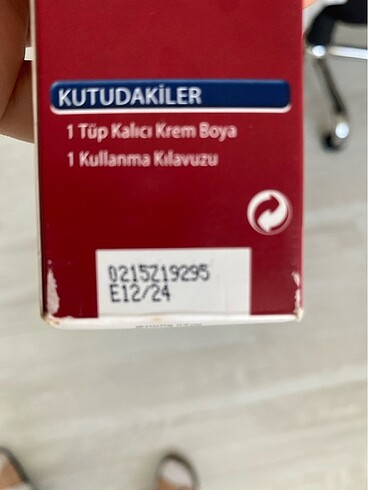 KUTUDAKİLER
1 Tüp Kalıcı Krem Boya
1 Kullanma Kılavuzu
0215Z19295
E12/24